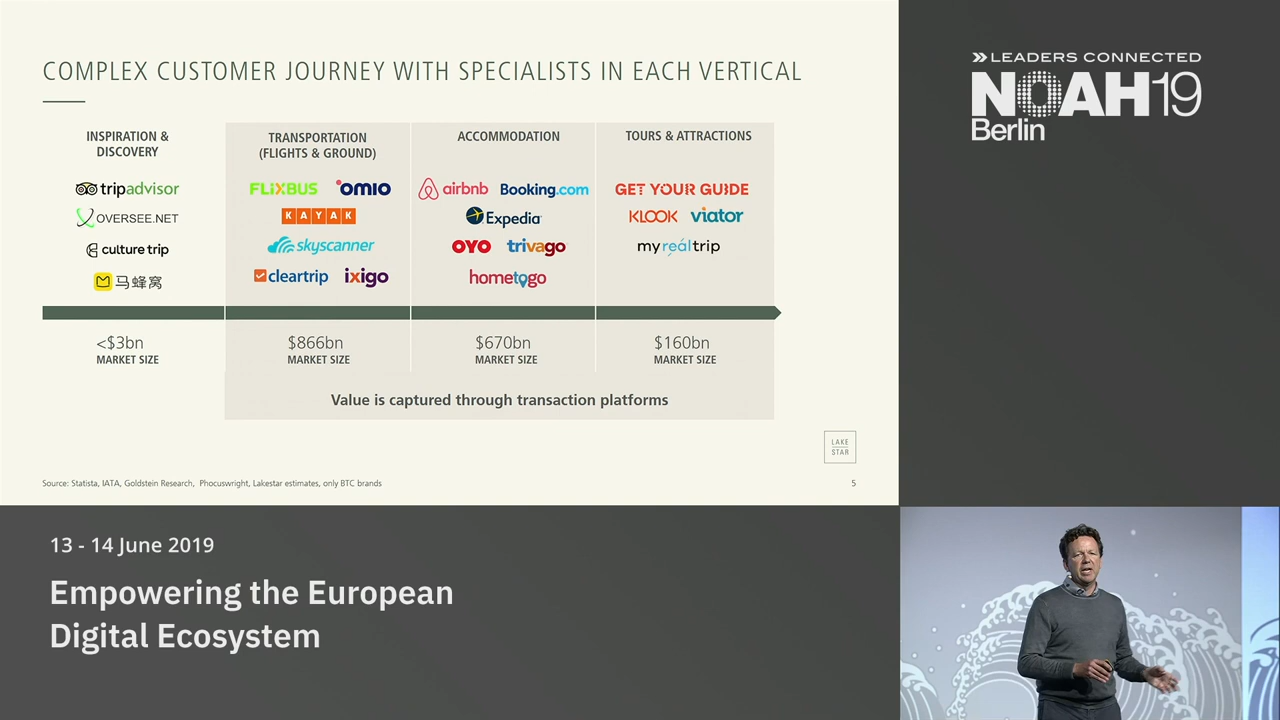 COMPLEX CUSTOMER JOURNEY WITH SPECIALISTS IN EACH VERTICAL
INSPIRATION &
DISCOVERY
tripadvisor
OVERSEE.NET
culture trip
马蜂窝
TRANSPORTATION
(FLIGHTS & GROUND)
FLiXBUS omio
KAYAK
skyscanner
cleartrip ixigo
ACCOMMODATION
airbnb Booking.com
Expedia
OYO trivago
hometogo
TOURS & ATTRACTIONS
GET YOUR GUIDE
KLOOK viator
myrealtrip
<$3bn
MARKET SIZE
$866bn
MARKET SIZE
$670bn
MARKET SIZE
$160bn
MARKET SIZE
Value is captured through transaction platforms
LAKE
STAR
Source: Statista, IATA, Goldstein Research, Phocuswright, Lakestar estimates, only BTC brands
5
LEADERS CONNECTED
NOAH19
Berlin
13 - 14 June 2019
Empowering the European
Digital Ecosystem